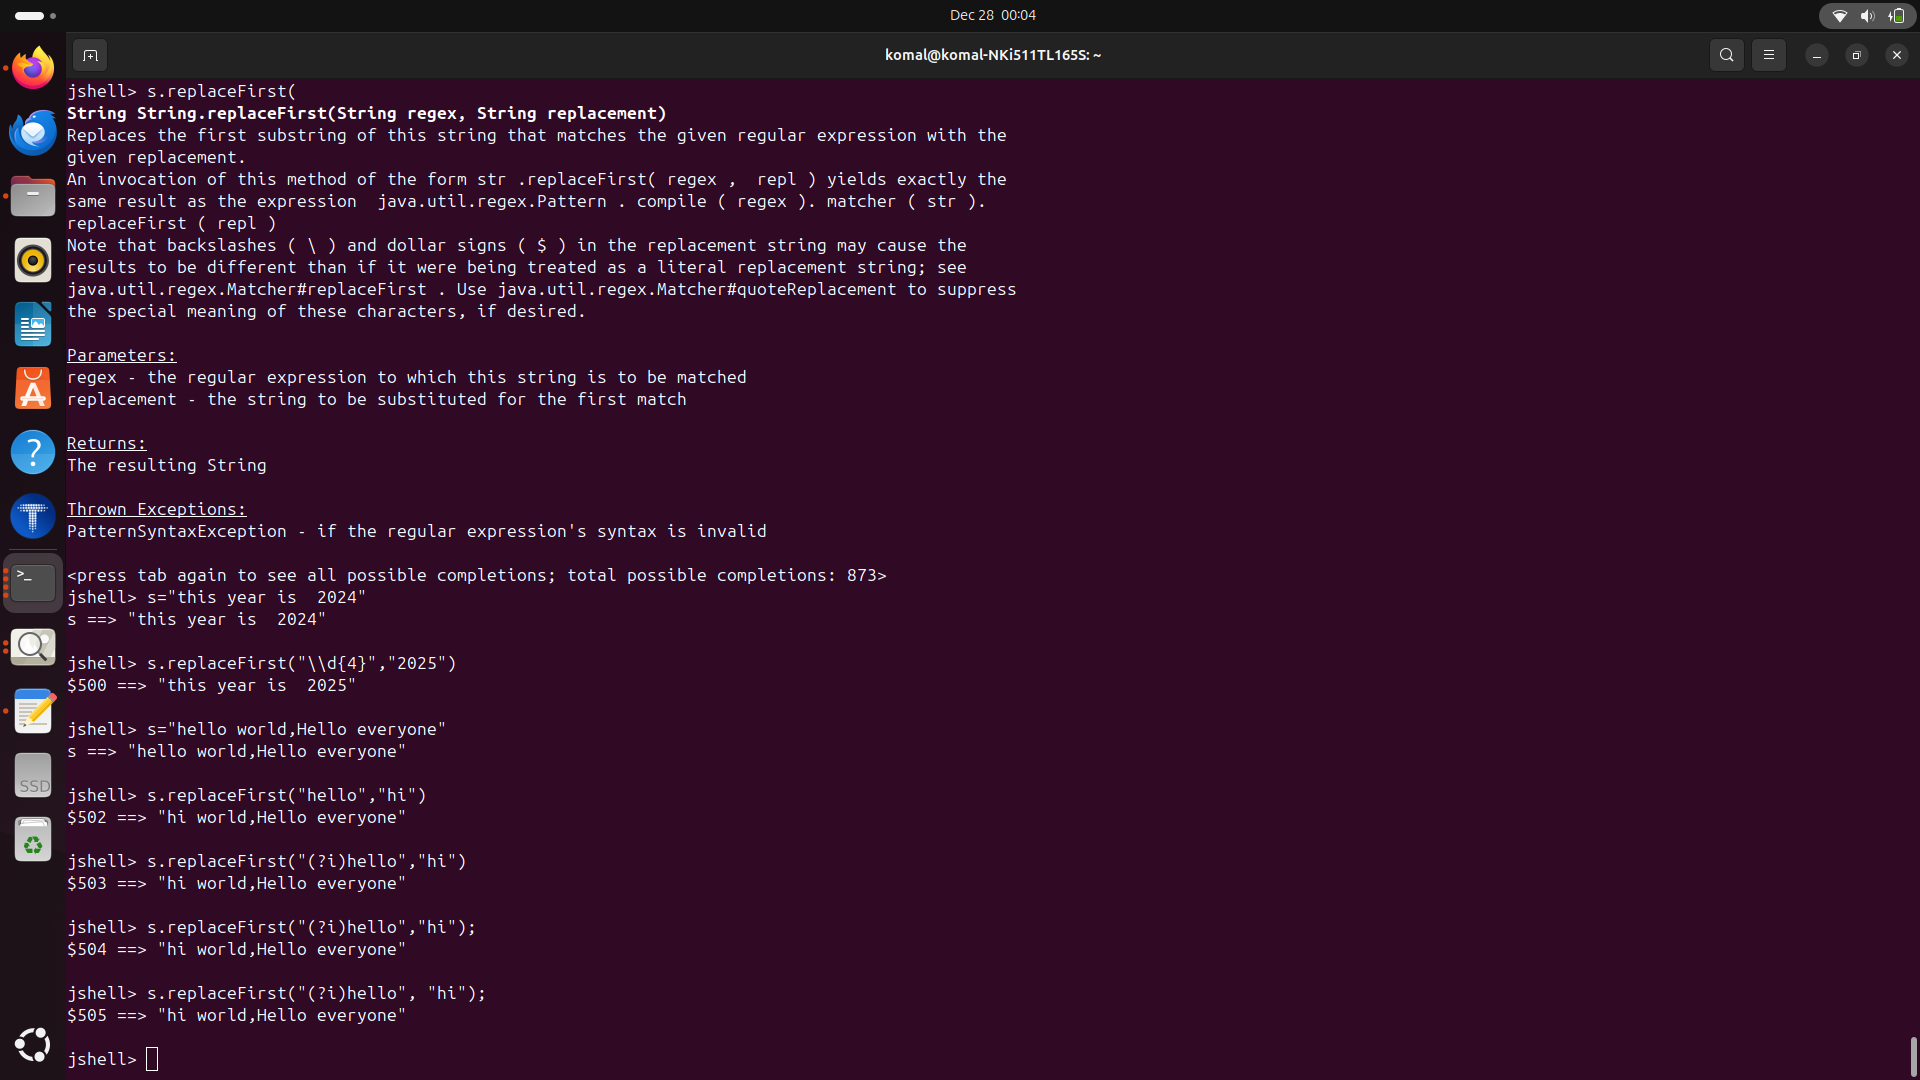 Dec 28 00:04
komal@komal-NKi511TL165S: ~
jshell> s.replaceFirst(
String String.replaceFirst(String regex, String replacement)
Replaces the first substring of this string that matches the given regular expression with the
given replacement.
An invocation of this method of the form str .replaceFirst( regex ,  repl ) yields exactly the
same result as the expression  java.util.regex.Pattern . compile ( regex ). matcher ( str ).
replaceFirst ( repl )
Note that backslashes ( \ ) and dollar signs ( $ ) in the replacement string may cause the
results to be different than if it were being treated as a literal replacement string; see
java.util.regex.Matcher#replaceFirst . Use java.util.regex.Matcher#quoteReplacement to suppress
the special meaning of these characters, if desired.
Parameters:
regex - the regular expression to which this string is to be matched
replacement - the string to be substituted for the first match
Returns:
The resulting String
Thrown Exceptions:
PatternSyntaxException - if the regular expression's syntax is invalid
<press tab again to see all possible completions; total possible completions: 873>
jshell> s="this year is  2024"
s ==> "this year is  2024"
jshell> s.replaceFirst("\\d{4}","2025")
$500 ==> "this year is  2025"
jshell> s="hello world,Hello everyone"
s ==> "hello world,Hello everyone"
jshell> s.replaceFirst("hello","hi")
$502 ==> "hi world,Hello everyone"
jshell> s.replaceFirst("(?i)hello","hi")
$503 ==> "hi world,Hello everyone"
jshell> s.replaceFirst("(?i)hello","hi");
$504 ==> "hi world,Hello everyone"
jshell> s.replaceFirst("(?i)hello", "hi");
$505 ==> "hi world,Hello everyone"
jshell>
SSD